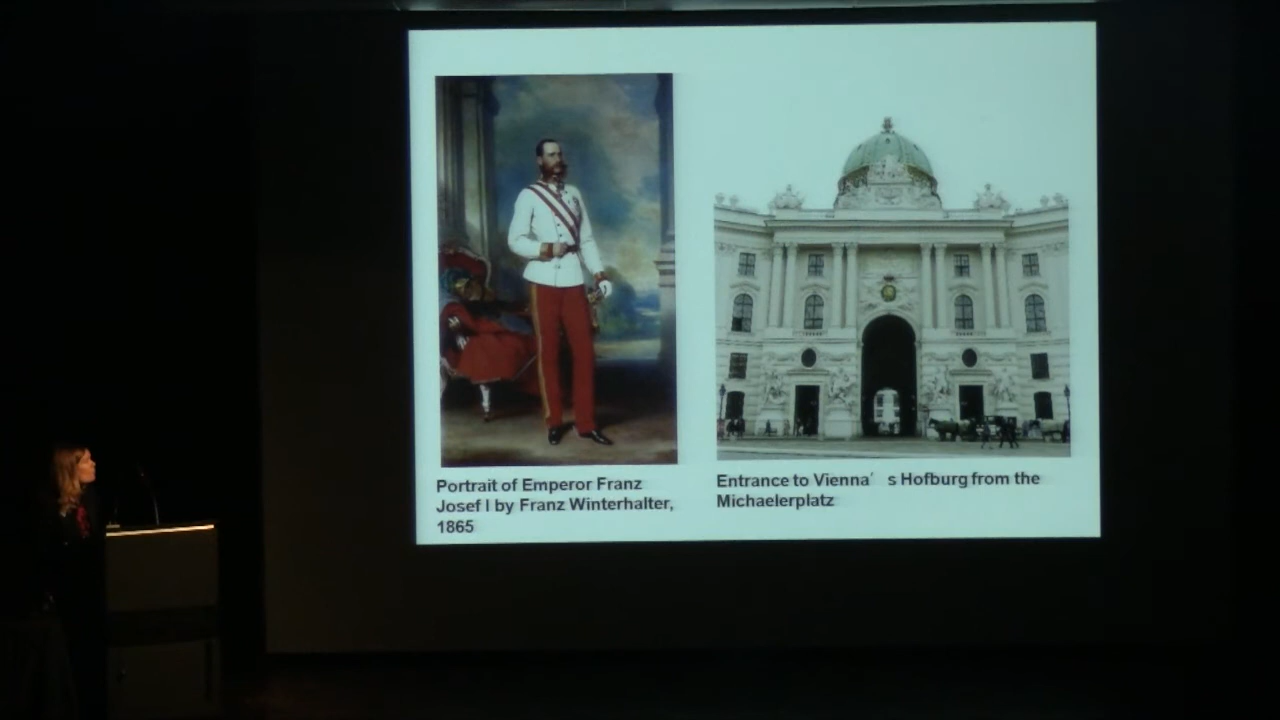 Portrait of Emperor Franz
Josef I by Franz Winterhalter,
1865
Entrance to Vienna' s Hofburg from the
Michaelerplatz